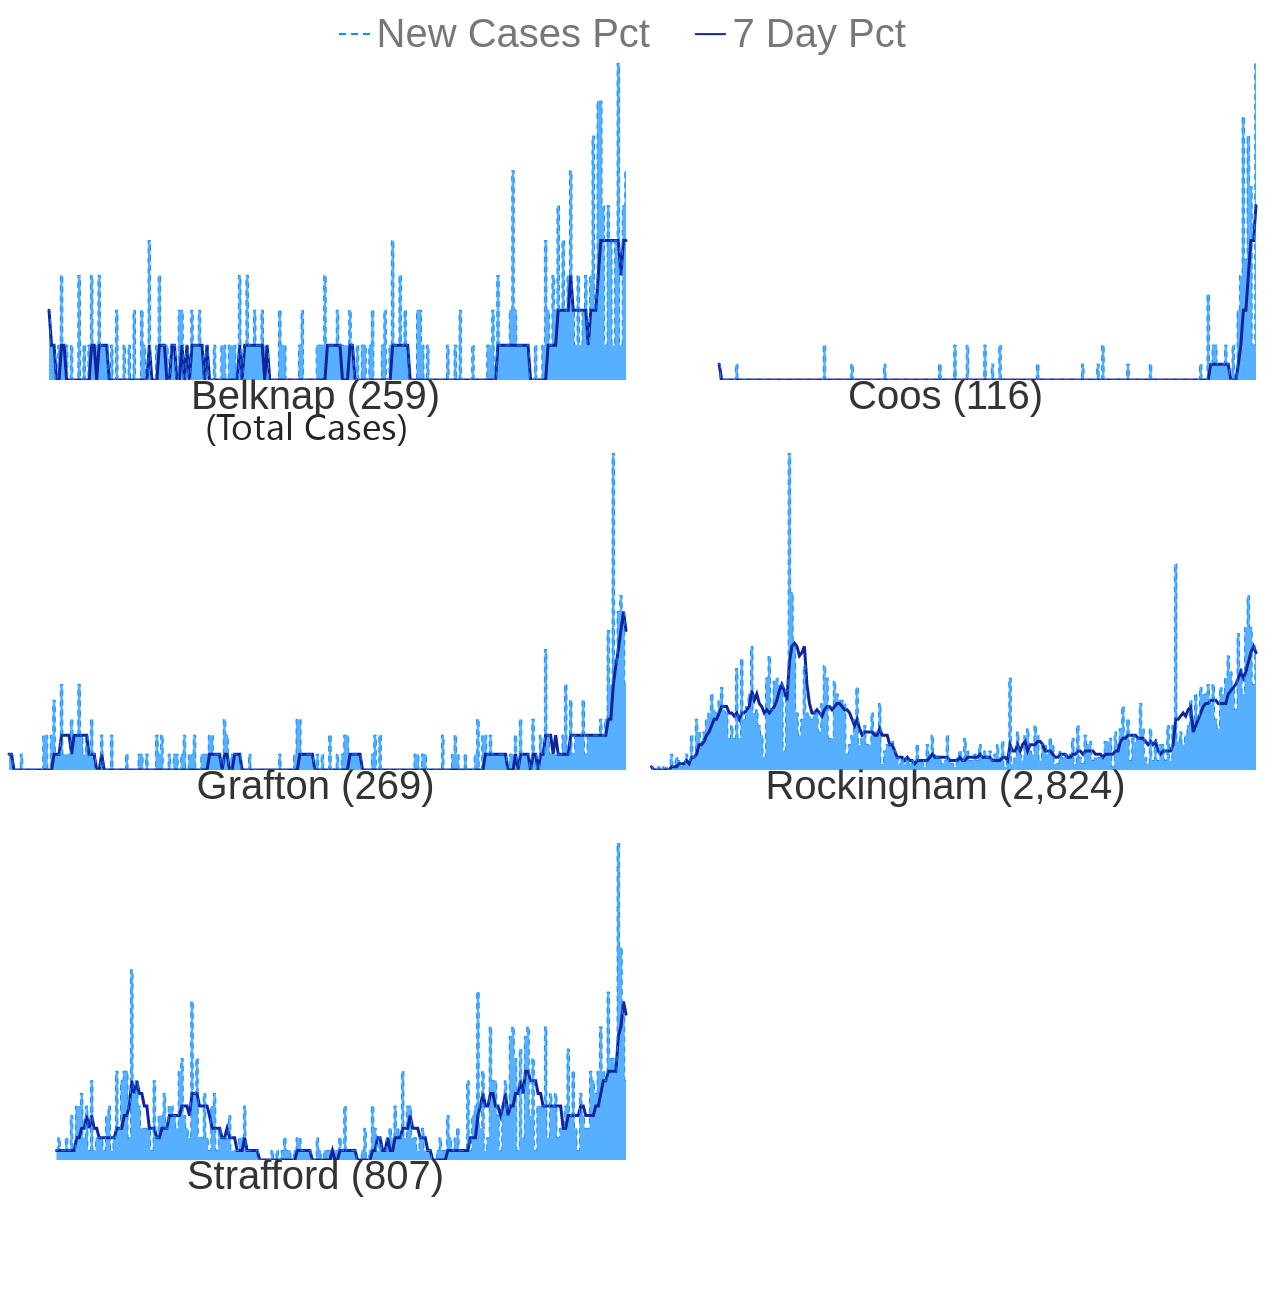 New Cases Pct 7 Day Pct
Belknap (259)
(Total Cases)
Coos (116)
Grafton (269)
Rockingham (2,824)
Strafford (807)